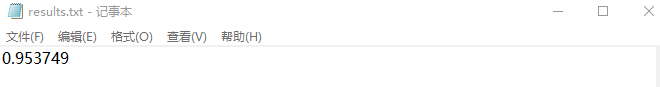 results.txt - 记事本
文件(F) 编辑(E) 格式(O) 查看(V) 帮助(H)
0.953749